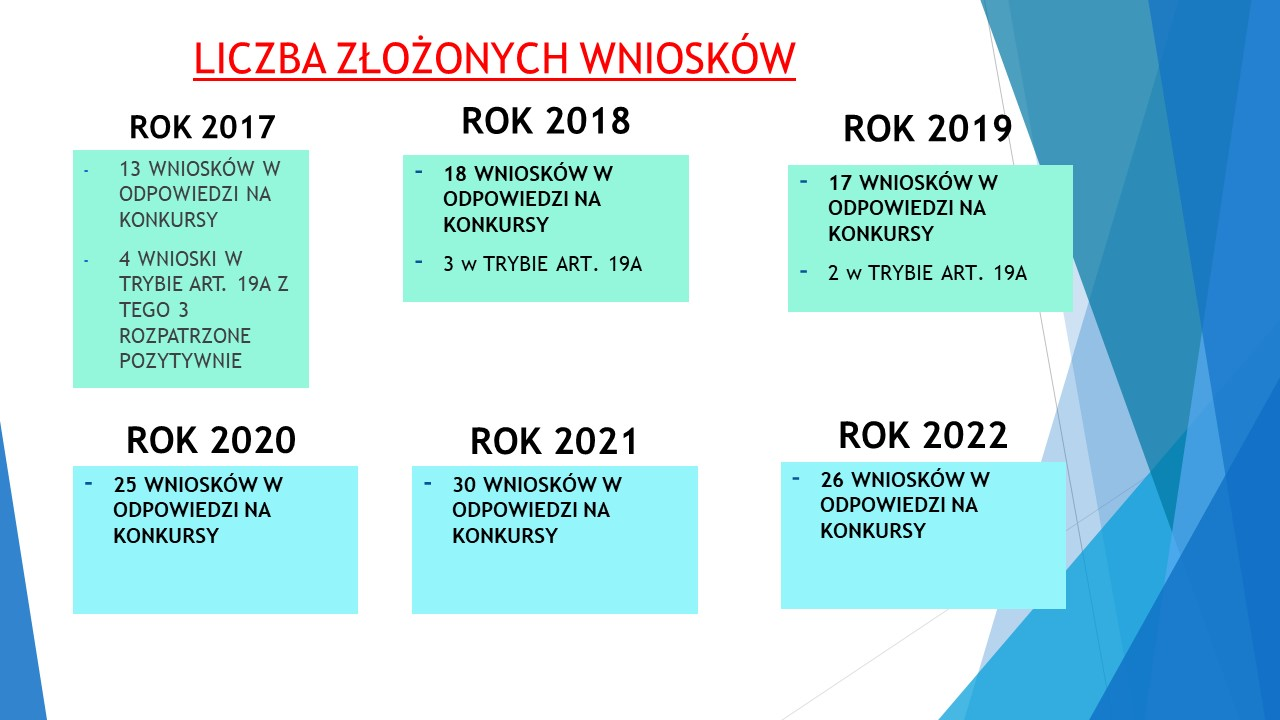 LICZBA ZŁOŻONYCH WNIOSKÓW
ROK 2017
- 13 WNIOSKÓW W
ODPOWIEDZI NA
KONKURSY
- 4 WNIOSKI W
TRYBIE ART. 19A Z
TEGO 3
ROZPATRZONE
POZYTYWNIE
ROK 2018
- 18 WNIOSKÓW W
ODPOWIEDZI NA
KONKURSY
- 3 w TRYBIE ART. 19A
ROK 2019
- 17 WNIOSKÓW W
ODPOWIEDZI NA
KONKURSY
- 2 w TRYBIE ART. 19A
ROK 2020
- 25 WNIOSKÓW W
ODPOWIEDZI NA
KONKURSY
ROK 2021
- 30 WNIOSKÓW W
ODPOWIEDZI NA
KONKURSY
ROK 2022
- 26 WNIOSKÓW W
ODPOWIEDZI NA
KONKURSY